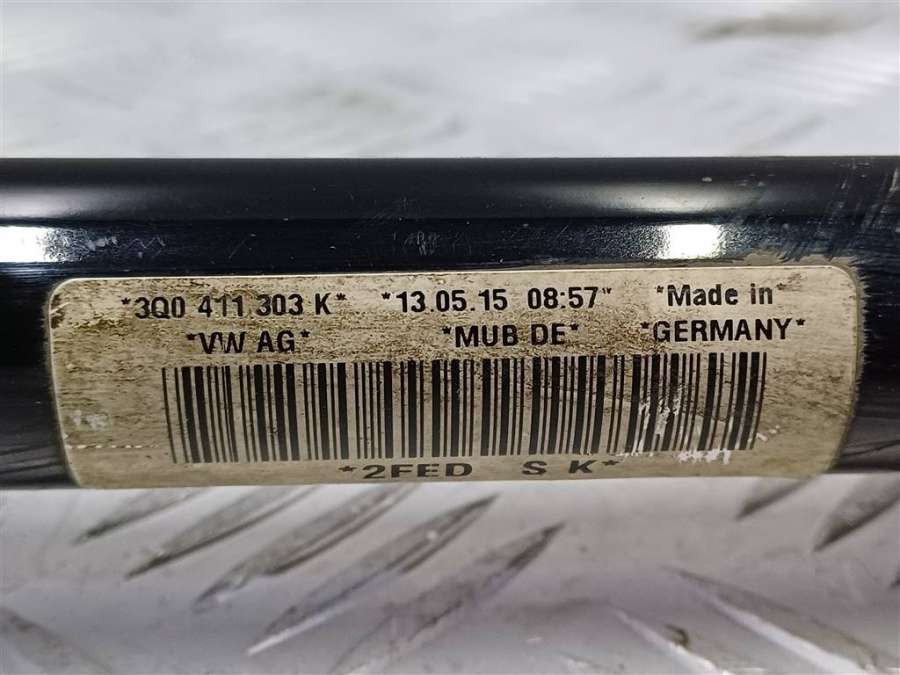 *3Q0 411 303 K* *13.05.15 08:57* *Made in*
*VW AG* *MUB DE* *GERMANY*
*2FED S K*